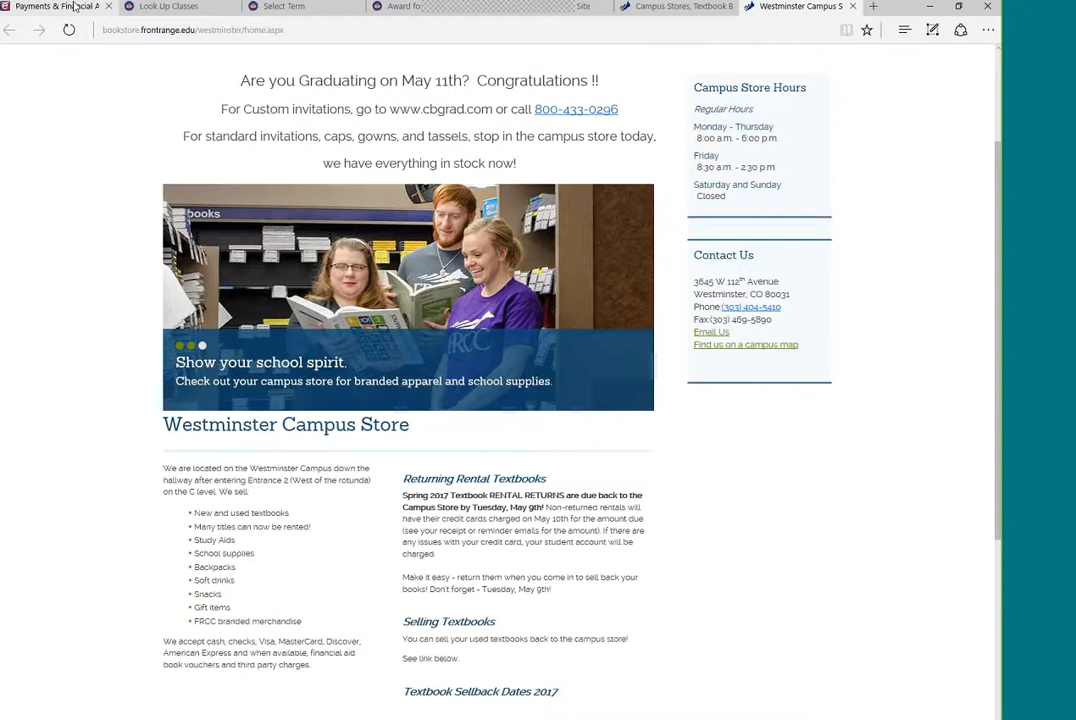 Payments & Financial A
Look Up Classes
Select Term
Award fo
Site
Campus Stores, Textbook B
Westminster Campus S
bookstore.frontrange.edu/westminster/home.aspx
Are you Graduating on May 11th? Congratulations !!
For Custom invitations, go to www.cbgrad.com or call 800-433-0296
For standard invitations, caps, gowns, and tassels, stop in the campus store today,
we have everything in stock now!
Campus Store Hours
Regular Hours
Monday - Thursday
8:00 a.m. - 6:00 p.m.
Friday
8:30 a.m. - 2:30 p.m.
Saturday and Sunday
Closed
Contact Us
3645 W. 112th Avenue
Westminster, CO 80031
Phone:(303) 404-5410
Fax:(303) 469-5890
Email Us
Find us on a campus map
books
FRCC
Show your school spirit.
Check out your campus store for branded apparel and school supplies.
Westminster Campus Store
We are located on the Westminster Campus down the
hallway after entering Entrance 2 (West of the rotunda)
on the C level. We sell:
• New and used textbooks
• Many titles can now be rented!
• Study Aids
• School supplies
• Backpacks
• Soft drinks
• Snacks
• Gift items
• FRCC branded merchandise
We accept cash, checks, Visa, MasterCard, Discover,
American Express and when available, financial aid
book vouchers and third party charges.
Returning Rental Textbooks
Spring 2017 Textbook RENTAL RETURNS are due back to the
Campus Store by Tuesday, May 9th! Non-returned rentals will
have their credit cards charged on May 10th for the amount due
(see your receipt or reminder emails for the amount). If there are
any issues with your credit card, your student account will be
charged.
Make it easy - return them when you come in to sell back your
books! Don't forget - Tuesday, May 9th!
Selling Textbooks
You can sell your used textbooks back to the campus store!
See link below.
Textbook Sellback Dates 2017